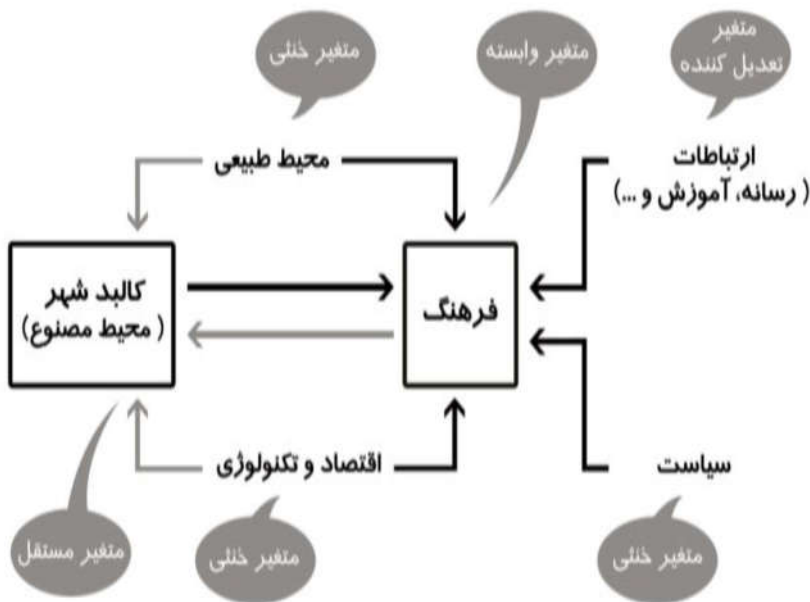 متغیر
تعدیل کننده
متغیر وابسته
متغیر خنثی
ارتباطات
( رسانه، آموزش و ...)
محیط طبیعی
فرهنگ
کالبد شهر
( محیط مصنوع)
سیاست
اقتصاد و تکنولوژی
متغیر خنثی
متغیر خنثی
متغیر مستقل